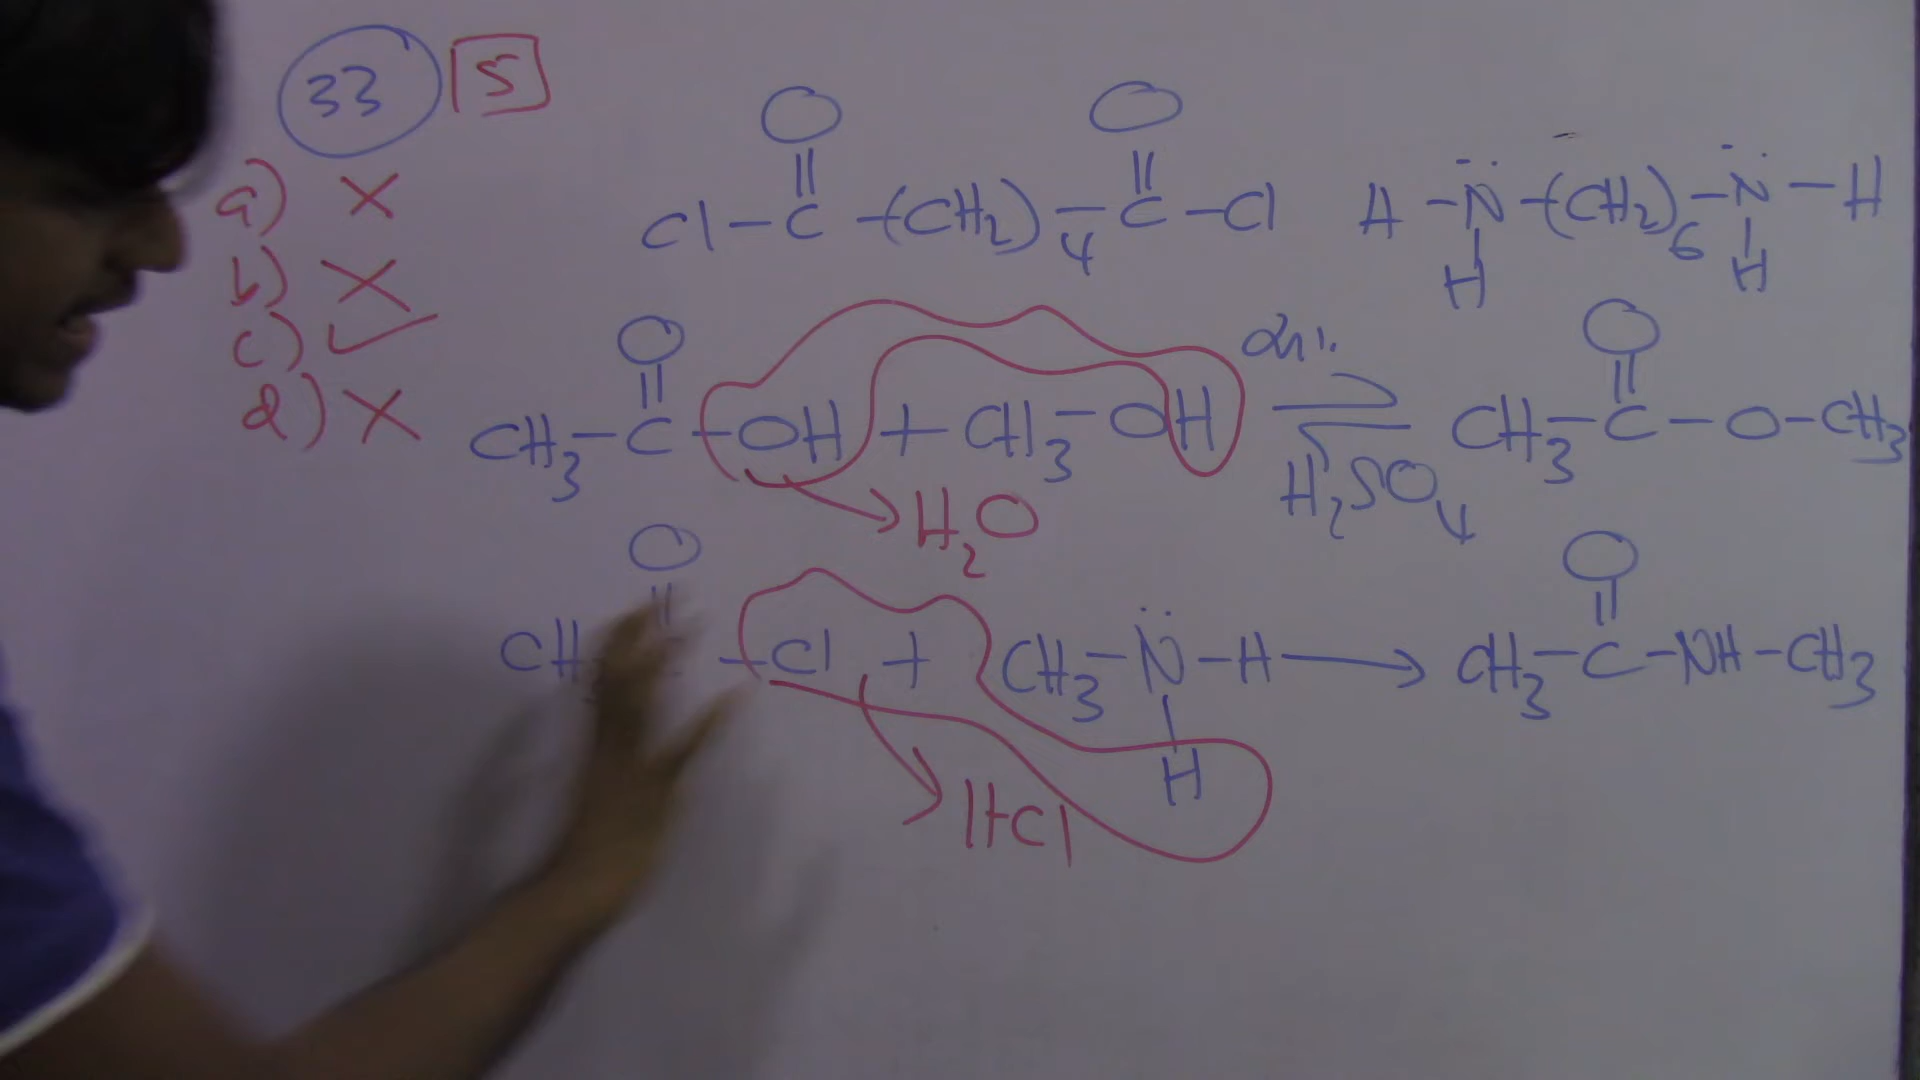 33 5
a) ×
b) ×
c) ✓
d) ×
O O
|| ||
Cl-C-(CH2)4-C-Cl H-N-(CH2)6-N-H
H H
O O
|| ||
CH3-C-OH + CH3-OH ⇌ CH3-C-O-CH3
H2SO4
H2O
O O
|| ||
CH -Cl + CH3-N-H → CH3-C-NH-CH3
|
H
HCl